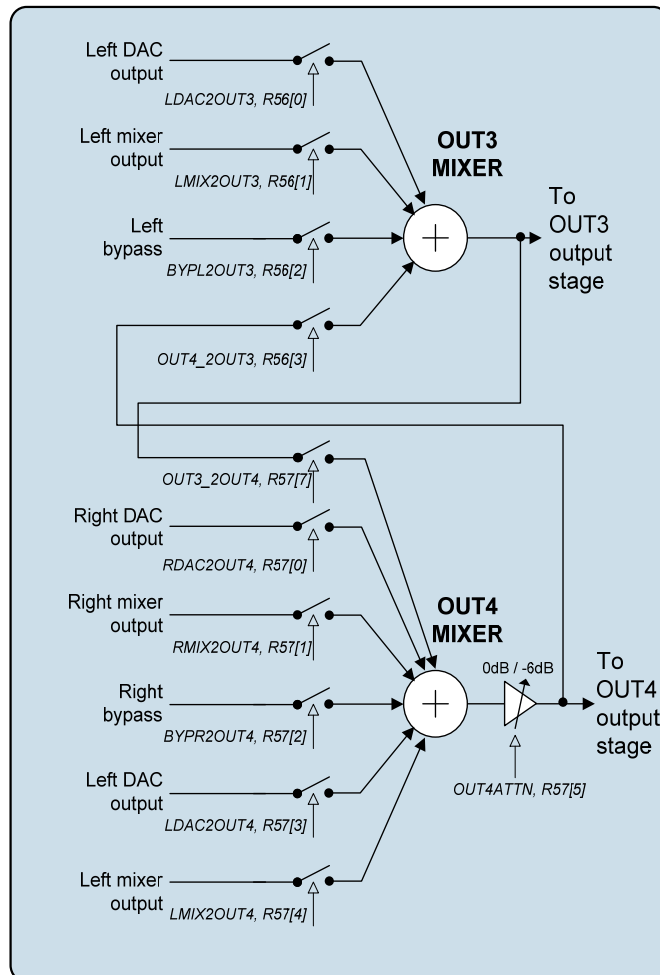 Left DAC
output
LDAC2OUT3, R56[0]
Left mixer
output
LMIX2OUT3, R56[1]
OUT3
MIXER
Left
bypass
BYPL2OUT3, R56[2]
To
OUT3
output
stage
OUT4_2OUT3, R56[3]
OUT3_2OUT4, R57[7]
Right DAC
output
RDAC2OUT4, R57[0]
Right mixer
output
RMIX2OUT4, R57[1]
OUT4
MIXER
Right
bypass
BYPR2OUT4, R57[2]
0dB / -6dB
To
OUT4
output
stage
OUT4ATTN, R57[5]
Left DAC
output
LDAC2OUT4, R57[3]
Left mixer
output
LMIX2OUT4, R57[4]